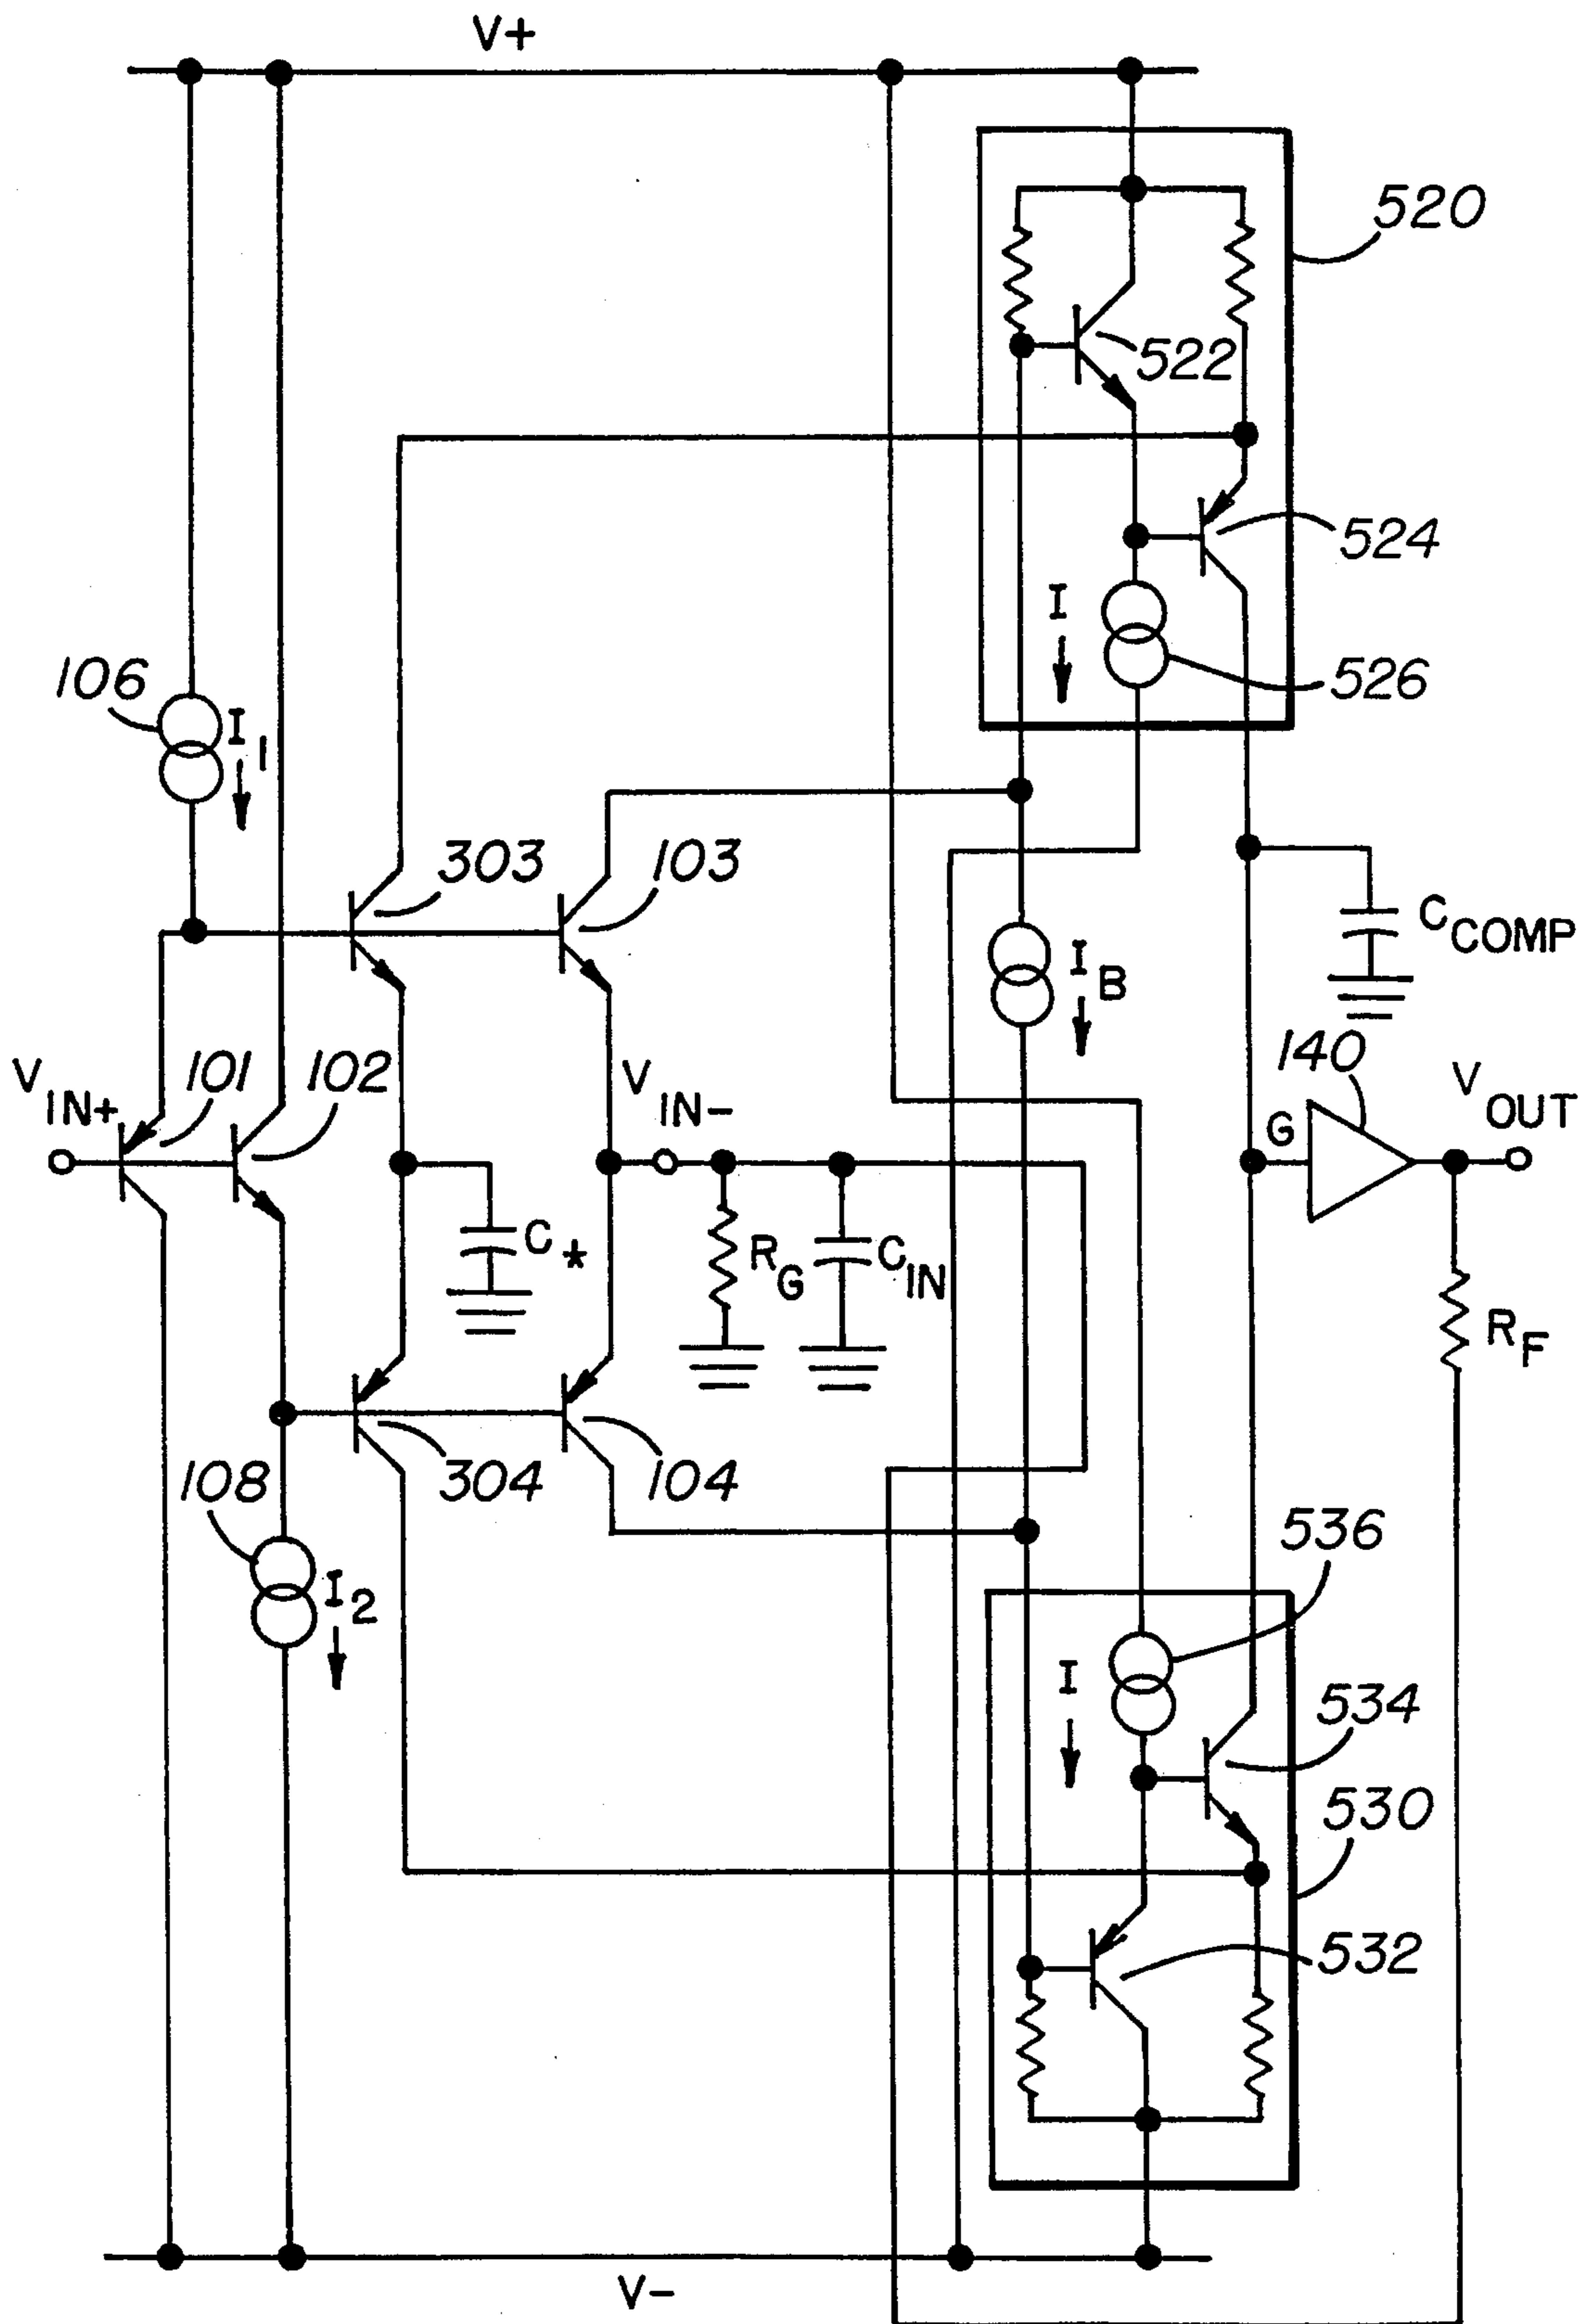 V+
520
522
524
I
526
106
I1
303
103
CCOMP
IB
VIN+
101
102
VIN-
140
VOUT
G
C*
RG
CIN
RF
108
304
104
I2
536
I
534
530
532
V-